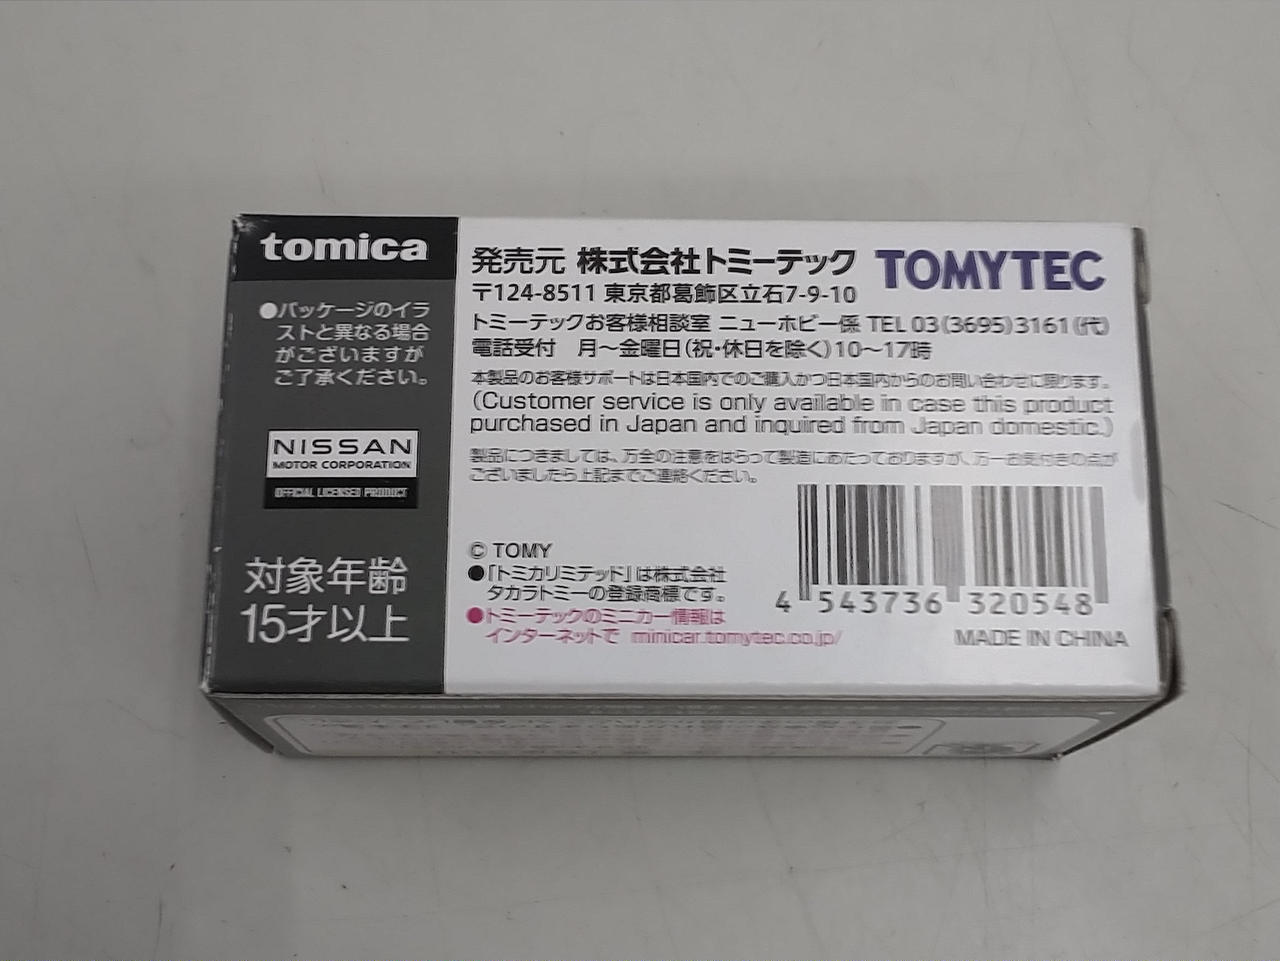 tomica
●パッケージのイラ
ストと異なる場合
がございますが
ご了承ください。
NISSAN
MOTOR CORPORATION
OFFICIAL LICENSED PRODUCT
対象年齢
15才以上
発売元 株式会社トミーテック TOMYTEC
〒124-8511 東京都葛飾区立石7-9-10
トミーテックお客様相談室 ニューホビー係 TEL 03(3695)3161(代)
電話受付 月～金曜日(祝・休日を除く)10～17時
本製品のお客様サポートは日本国内でのご購入かつ日本国内からのお問い合わせに限ります。
(Customer service is only available in case this product
purchased in Japan and inquired from Japan domestic.)
製品につきましては、万全の注意をはらって製造にあたっておりますが、万一お気付きの点が
ございましたら上記までご連絡ください。
© TOMY
●「トミカリミテッド」は株式会社
タカラトミーの登録商標です。
●トミーテックのミニカー情報は
インターネットで minicar.tomytec.co.jp/
4 543736 320548
MADE IN CHINA